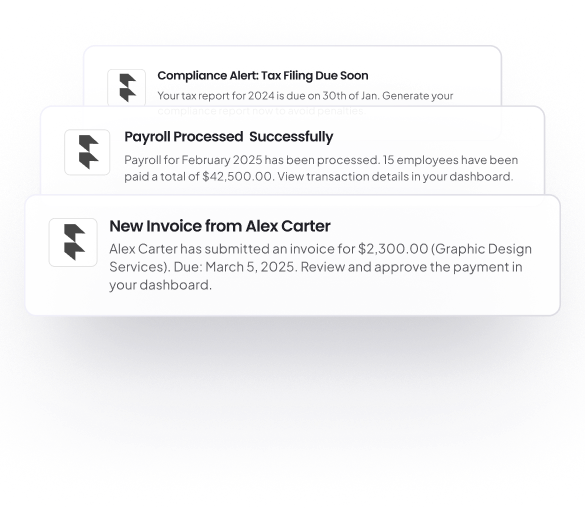 Compliance Alert: Tax Filing Due Soon
Your tax report for 2024 is due on 30th of Jan. Generate your
Payroll Processed Successfully
Payroll for February 2025 has been processed. 15 employees have been
paid a total of $42,500.00. View transaction details in your dashboard.
New Invoice from Alex Carter
Alex Carter has submitted an invoice for $2,300.00 (Graphic Design
Services). Due: March 5, 2025. Review and approve the payment in
your dashboard.